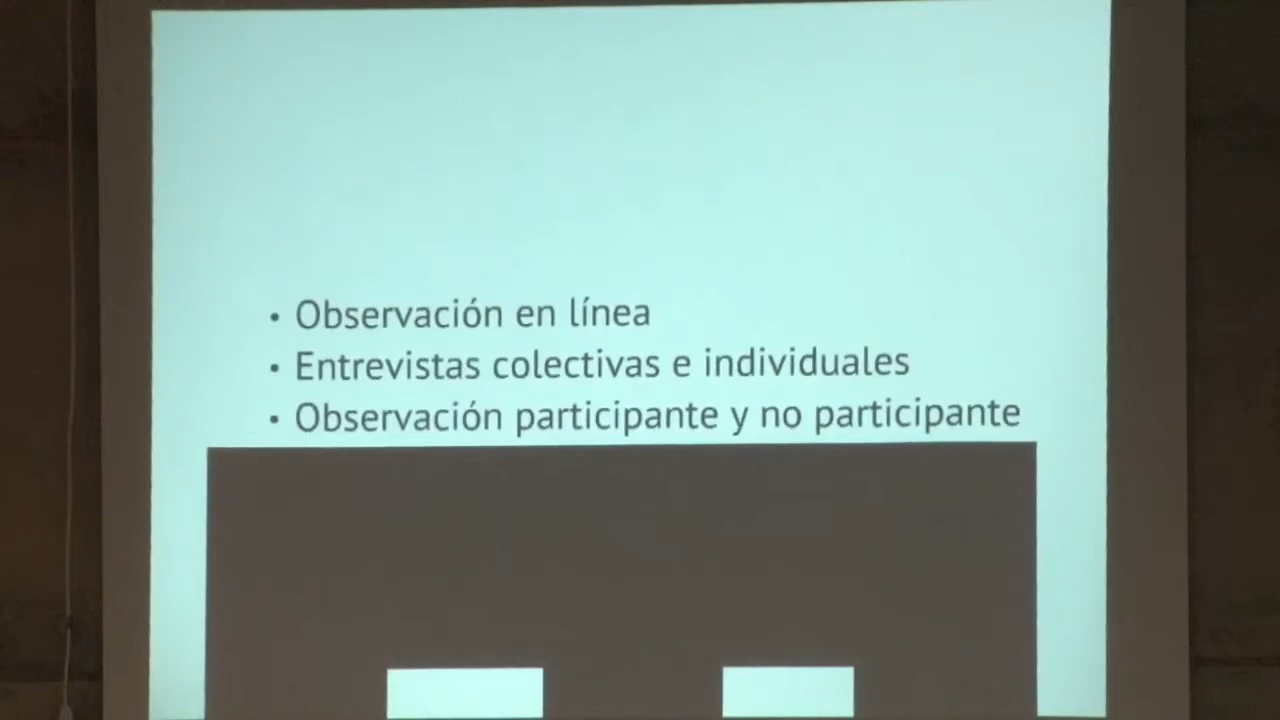 • Observación en línea
• Entrevistas colectivas e individuales
• Observación participante y no participante